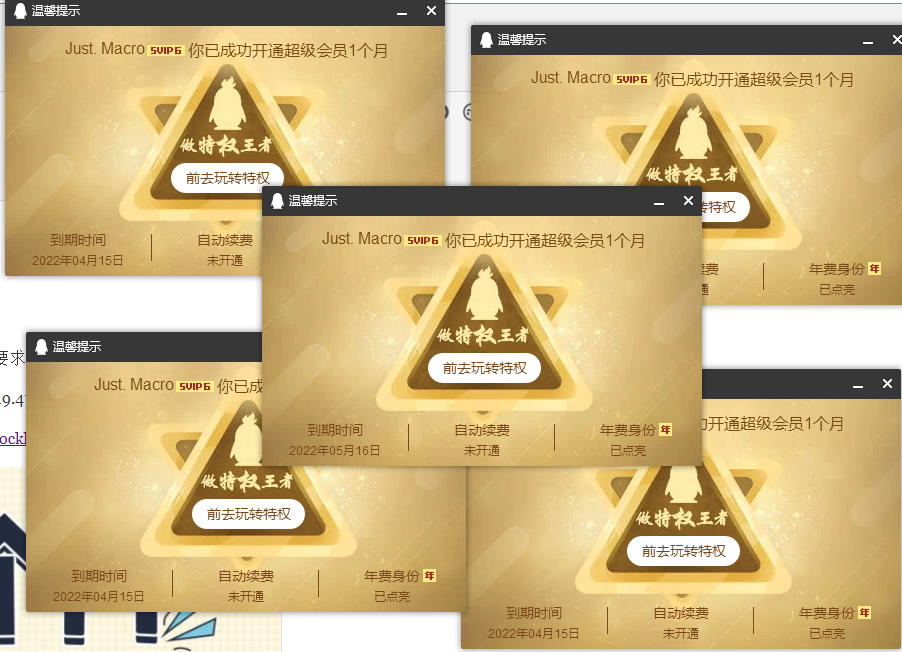 温馨提示
Just. Macro SVIP6 你已成功开通超级会员1个月
做特权王者
前去玩转特权
到期时间
2022年04月15日
自动续费
未开通
温馨提示
Just. Macro SVIP6 你已成功开通超级会员1个月
做特权王者
转特权
续费
通
年费身份 年
已点亮
温馨提示
Just. Macro SVIP6 你已成功开通超级会员1个月
做特权王者
前去玩转特权
到期时间
2022年05月16日
自动续费
未开通
年费身份 年
已点亮
要求
9.4
ockl
温馨提示
Just. Macro SVIP6 你已成
做特权王者
前去玩转特权
到期时间
2022年04月15日
自动续费
未开通
年费身份 年
已点亮
功开通超级会员1个月
做特权王者
前去玩转特权
到期时间
2022年04月15日
自动续费
未开通
年费身份 年
已点亮